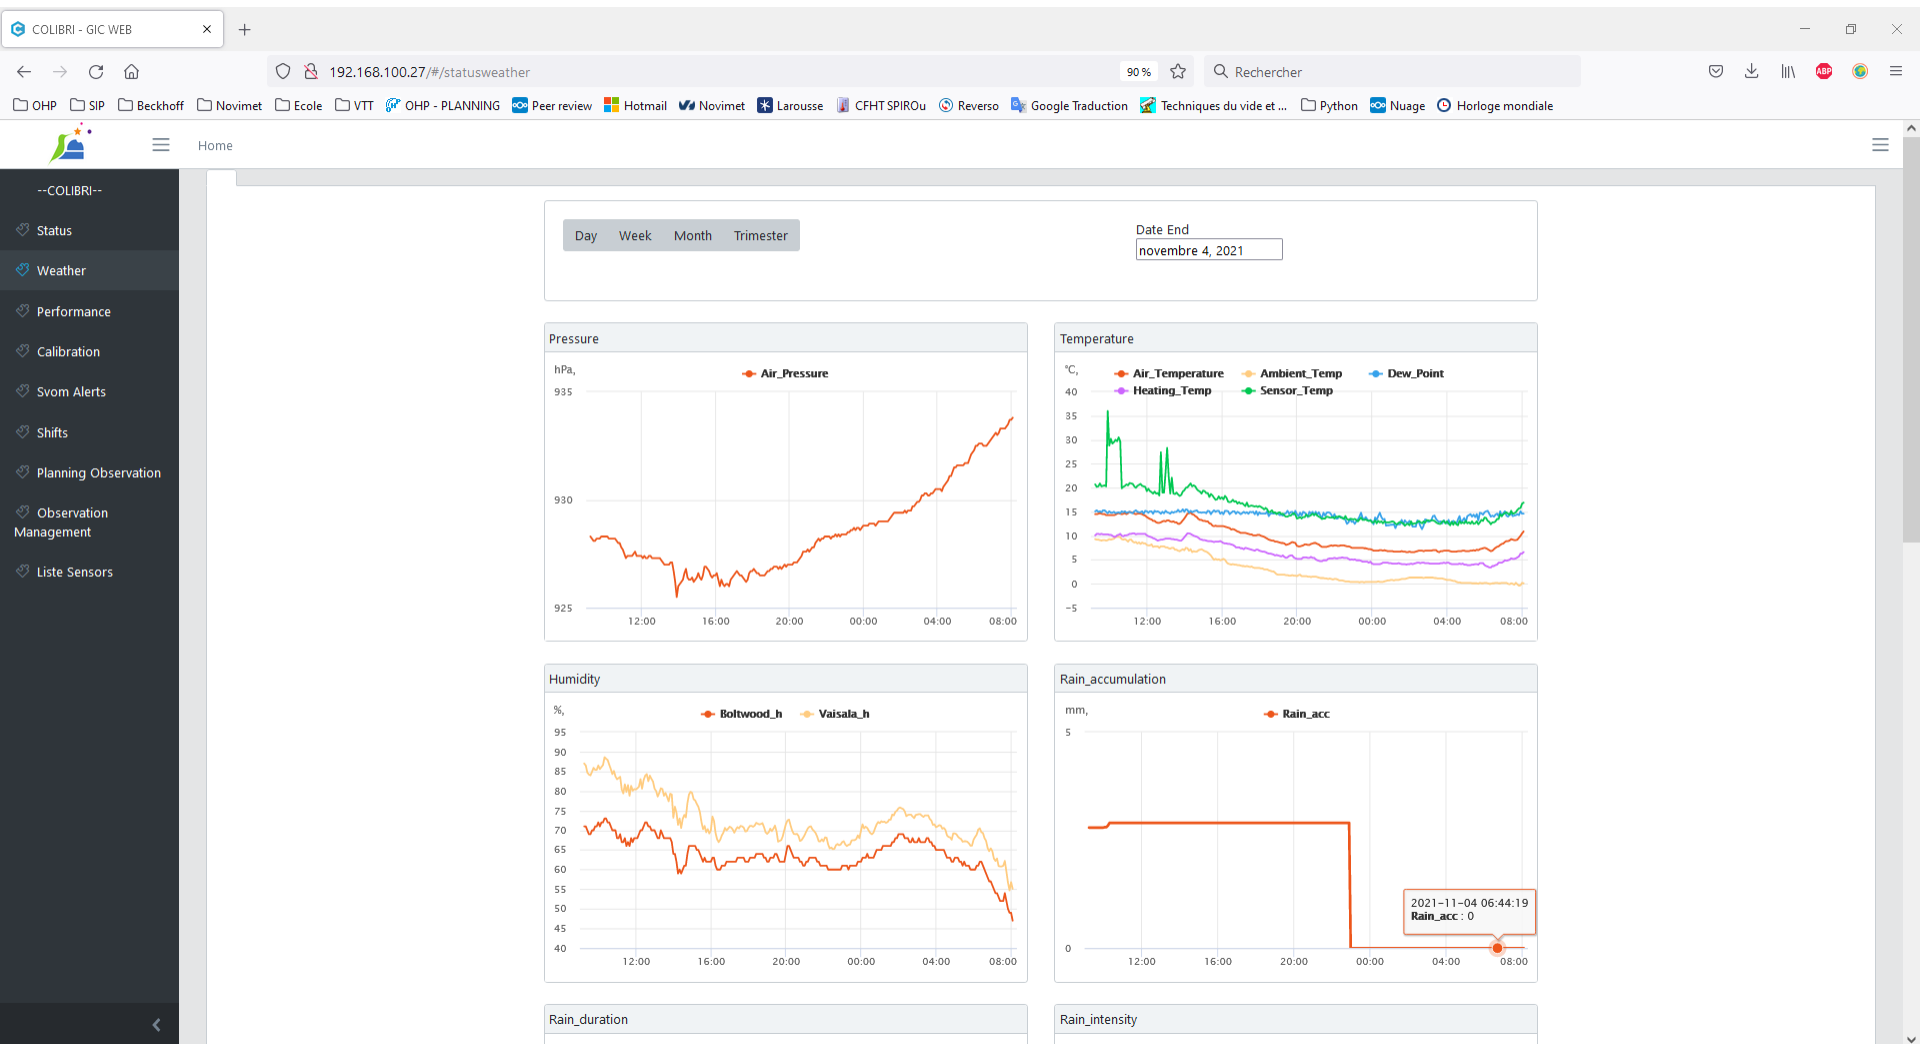 COLIBRI - GIC WEB
192.168.100.27/#/statusweather
90 %
Rechercher
ABP
OHP SIP Beckhoff Novimet Ecole VTT OHP - PLANNING Peer review Hotmail Novimet Larousse CFHT SPIROu Reverso Google Traduction Techniques du vide et ... Python Nuage Horloge mondiale
Home
--COLIBRI--
Status
Weather
Performance
Calibration
Svom Alerts
Shifts
Planning Observation
Observation
Management
Liste Sensors
Day Week Month Trimester
Date End
novembre 4, 2021
Pressure
hPa,
Air_Pressure
935
930
925
12:00 16:00 20:00 00:00 04:00 08:00
Temperature
°C,
Air_Temperature Ambient_Temp Dew_Point
Heating_Temp Sensor_Temp
40
35
30
25
20
15
10
5
0
-5
12:00 16:00 20:00 00:00 04:00 08:00
Humidity
%,
Boltwood_h Vaisala_h
95
90
85
80
75
70
65
60
55
50
45
40
12:00 16:00 20:00 00:00 04:00 08:00
Rain_accumulation
mm,
Rain_acc
5
0
2021-11-04 06:44:19
Rain_acc : 0
12:00 16:00 20:00 00:00 04:00 08:00
Rain_duration
Rain_intensity